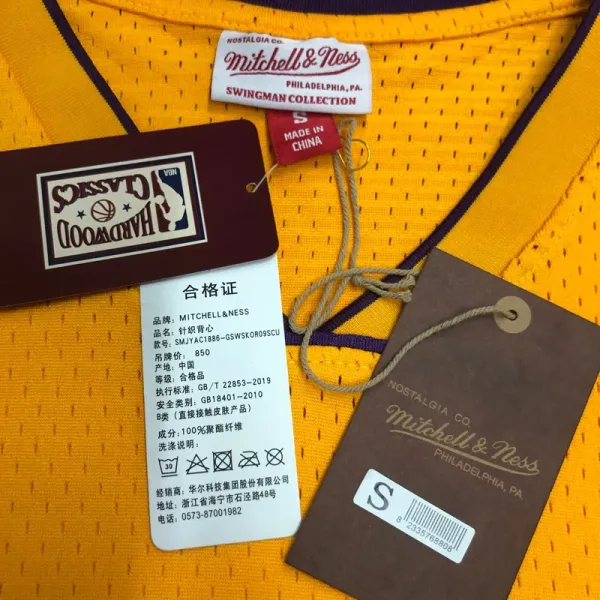 NOSTALGIA CO.
Mitchell & Ness
PHILADELPHIA, PA.
SWINGMAN COLLECTION
S
MADE IN
CHINA
HARDWOOD
CLASSICS
NBA
合格证
品牌: MITCHELL&NESS
品名: 针织背心
款号: SMJYAC1886-GSWSKOR09SCU
吊牌价: 850
产地: 中国
等级: 合格品
执行标准: GB/T 22853-2019
安全类别: GB18401-2010
B类 (直接接触皮肤产品)
成分: 100%聚酯纤维
洗涤说明:
30
经销商: 华尔科技集团股份有限公司
地址: 浙江省海宁市石泾路48号
电话: 0573-87001982
NOSTALGIA CO.
Mitchell & Ness
PHILADELPHIA, PA.
S
8 2335768808